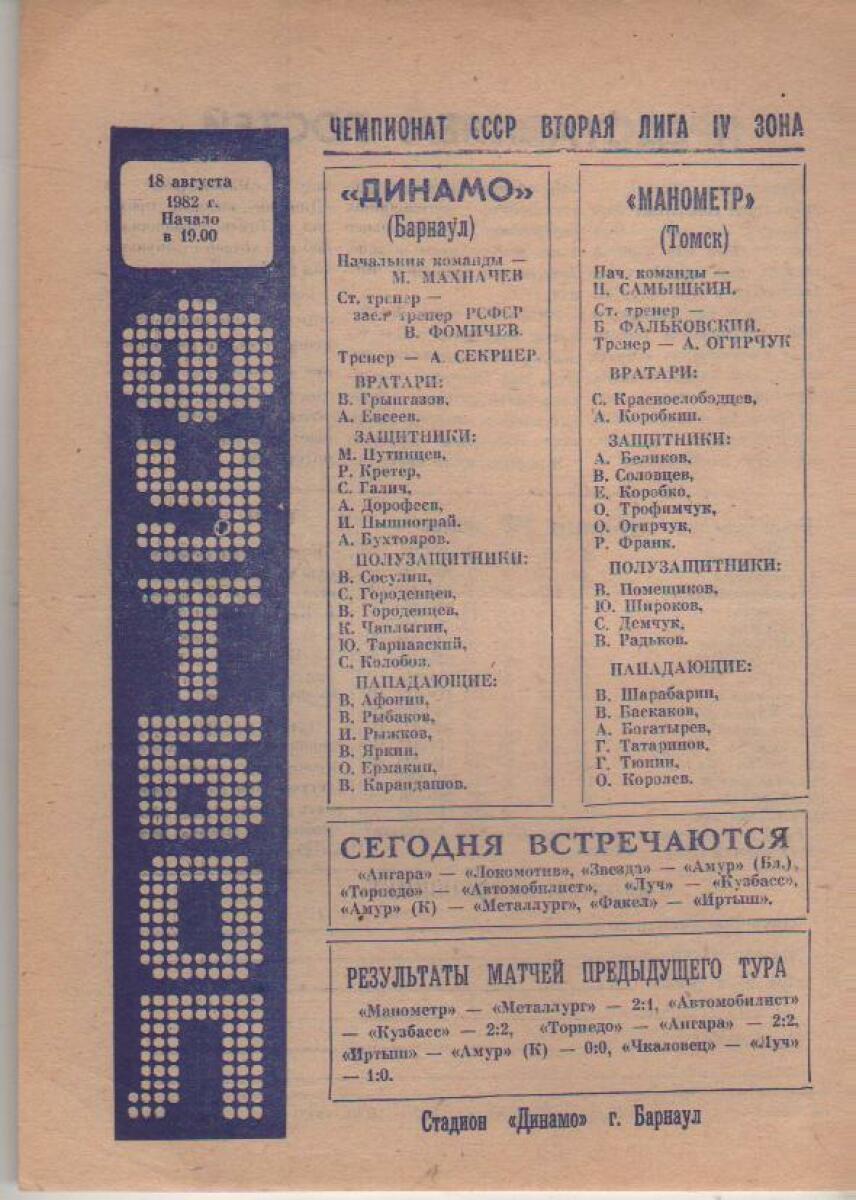 ЧЕМПИОНАТ СССР ВТОРАЯ ЛИГА IV ЗОНА
18 августа
1982 г.
Начало
в 19.00
ФУТБОЛ
«ДИНАМО»
(Барнаул)
Начальник команды —
М. МАХНАЧЕВ
Ст. тренер —
засл. тренер РСФСР
В. ФОМИЧЕВ.
Тренер — А. СЕКРИЕР
ВРАТАРИ:
В. Грынгазов,
А. Евсеев.
ЗАЩИТНИКИ:
М. Путинцев,
Р. Кретер,
С. Галич,
А. Дорофеев,
И. Пышнограй.
А. Бухтояров.
ПОЛУЗАЩИТНИКИ:
В. Сосулин,
С. Городенцев,
В. Городенцев,
К. Чаплыгин,
Ю. Тарнавский,
С. Колобов.
НАПАДАЮЩИЕ:
В. Афонин,
В. Рыбаков,
И. Рыжков,
В. Яркин,
О. Ермакин,
В. Карандашов.
«МАНОМЕТР»
(Томск)
Нач. команды —
Н. САМЫШКИН.
Ст. тренер —
Б. ФАЛЬКОВСКИЙ.
Тренер — А. ОГИРЧУК
ВРАТАРИ:
С. Краснослободцев,
А. Коробкин.
ЗАЩИТНИКИ:
А. Беликов,
В. Соловцев,
Е. Коробко,
О. Трофимчук,
О. Огирчук,
Р. Франк.
ПОЛУЗАЩИТНИКИ:
В. Помещиков,
Ю. Широков,
С. Демчук,
В. Радьков.
НАПАДАЮЩИЕ:
В. Шарабарин,
В. Баскаков,
А. Богатырев,
Г. Татаринов,
Г. Тюнин,
О. Королев.
СЕГОДНЯ ВСТРЕЧАЮТСЯ
«Ангара» — «Локомотив», «Звезда» — «Амур» (Бл.),
«Торпедо» — «Автомобилист», «Луч» — «Кузбасс»,
«Амур» (К) — «Металлург», «Факел» — «Иртыш».
РЕЗУЛЬТАТЫ МАТЧЕЙ ПРЕДЫДУЩЕГО ТУРА
«Манометр» — «Металлург» — 2:1, «Автомобилист»
— «Кузбасс» — 2:2, «Торпедо» — «Ангара» — 2:2,
«Иртыш» — «Амур» (К) — 0:0, «Чкаловец» — «Луч»
— 1:0.
Стадион «Динамо» г. Барнаул